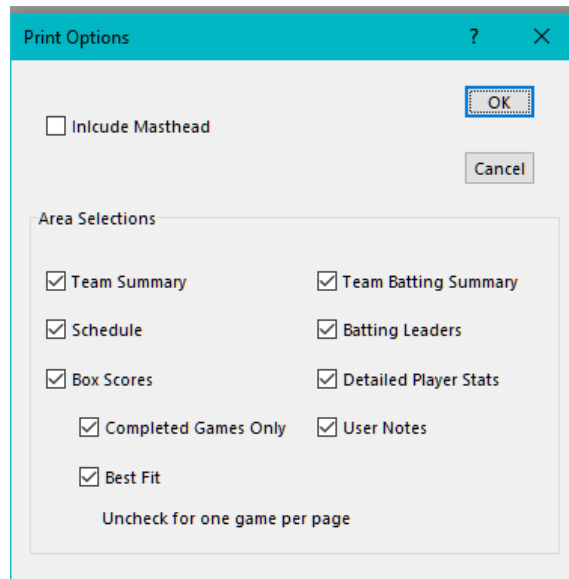 Print Options
?
OK
Inlcude Masthead
Cancel
Area Selections
Team Summary
Team Batting Summary
Schedule
Batting Leaders
Box Scores
Detailed Player Stats
Completed Games Only
User Notes
Best Fit
Uncheck for one game per page